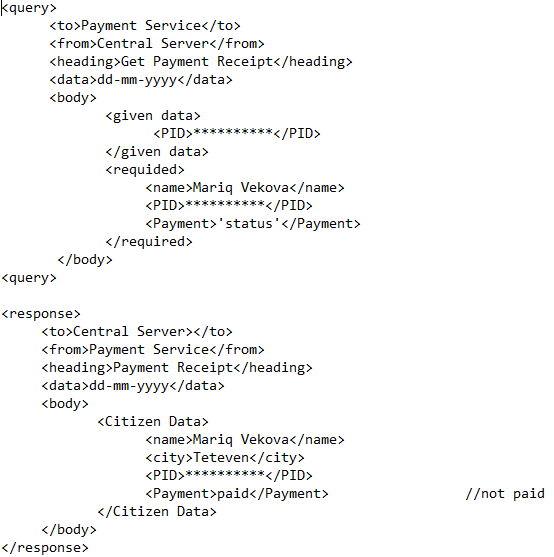 <query>
<to>Payment Service</to>
<from>Central Server</from>
<heading>Get Payment Receipt</heading>
<data>dd-mm-yyyy</data>
<body>
<given data>
<PID>**********</PID>
</given data>
<requided>
<name>Mariq Vekova</name>
<PID>**********</PID>
<Payment>'status'</Payment>
</required>
</body>
<query>
<response>
<to>Central Server></to>
<from>Payment Service</from>
<heading>Payment Receipt</heading>
<data>dd-mm-yyyy</data>
<body>
<Citizen Data>
<name>Mariq Vekova</name>
<city>Teteven</city>
<PID>**********</PID>
<Payment>paid</Payment> //not paid
</Citizen Data>
</body>
</response>